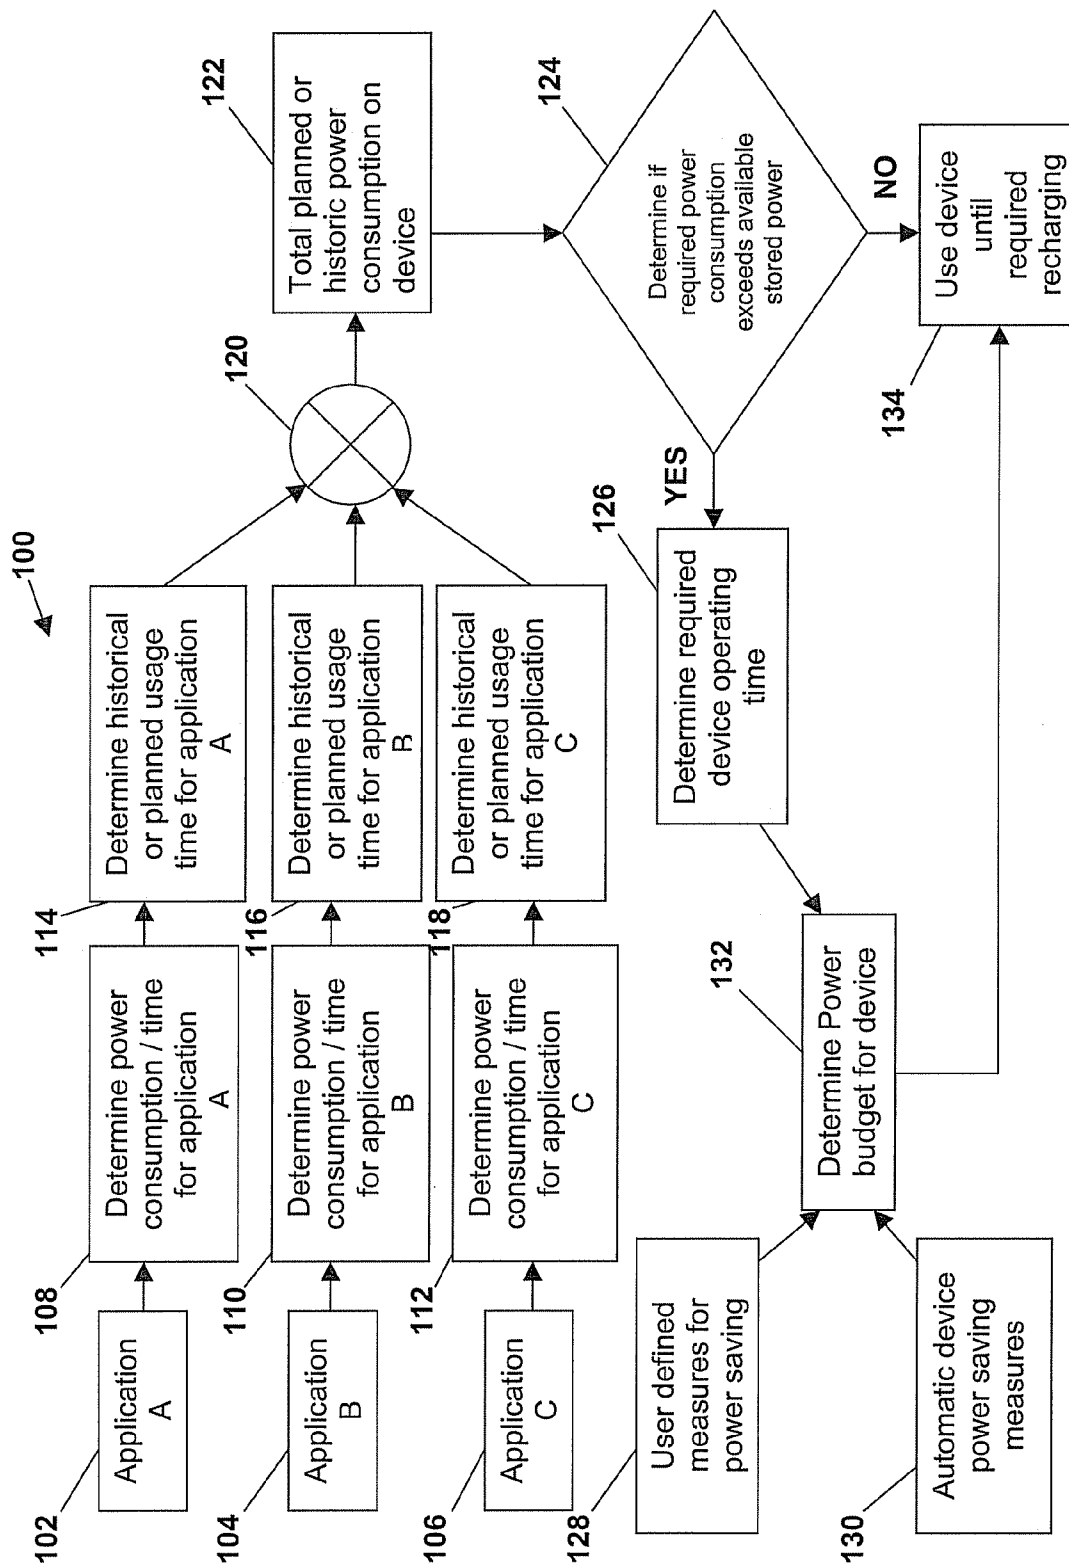 100
102
Application
A
108
Determine power
consumption / time
for application
A
114
Determine historical
or planned usage
time for application
A
104
Application
B
110
Determine power
consumption / time
for application
B
116
Determine historical
or planned usage
time for application
B
106
Application
C
112
Determine power
consumption / time
for application
C
118
Determine historical
or planned usage
time for application
C
120
122
Total planned or
historic power
consumption on
device
124
Determine if
required power
consumption
exceeds available
stored power
YES
NO
126
Determine required
device operating
time
128
User defined
measures for
power saving
130
Automatic device
power saving
measures
132
Determine Power
budget for device
134
Use device
until
required
recharging